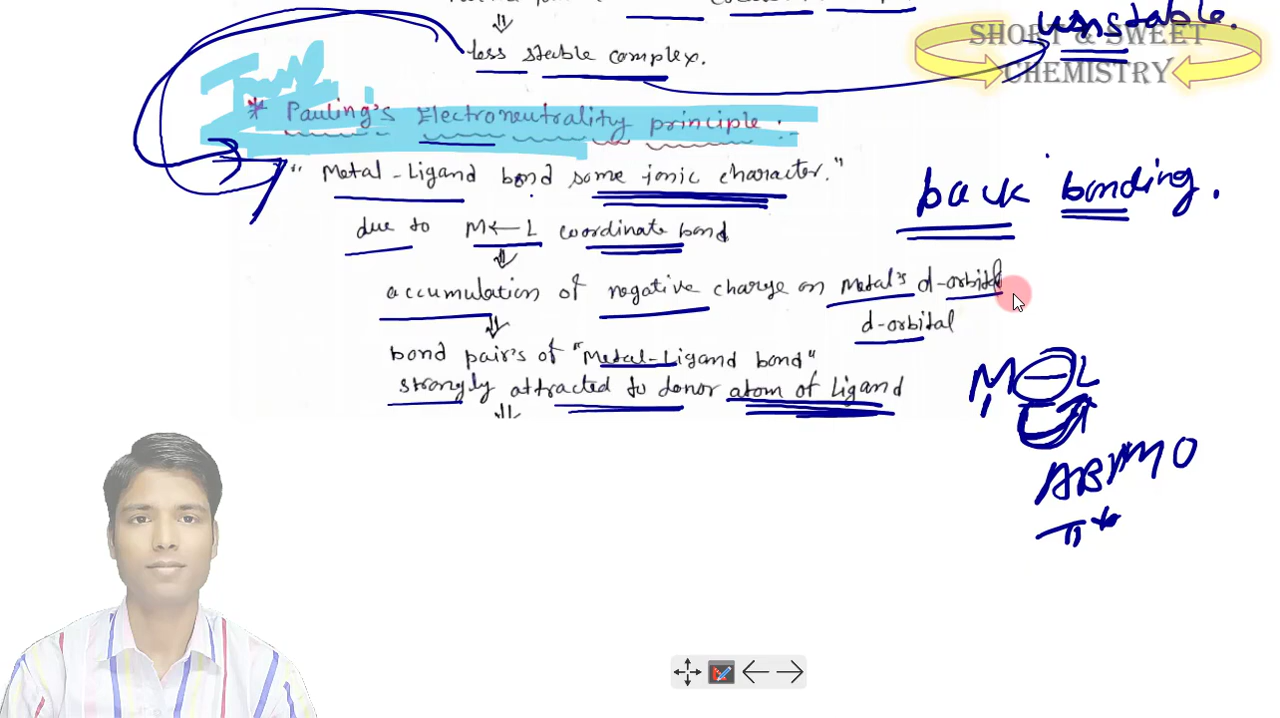 unstable.
SHORT & SWEET
CHEMISTRY
less stable complex.
* Pauling's Electroneutrality principle :-
"Metal-Ligand bond some ionic character."
back bonding.
due to M←L coordinate bond
accumulation of negative charge on Metal's d-orbital
d-orbital
bond pair's of "Metal-Ligand bond"
strongly attracted to donor atom of Ligand
M L
ABMO
π*